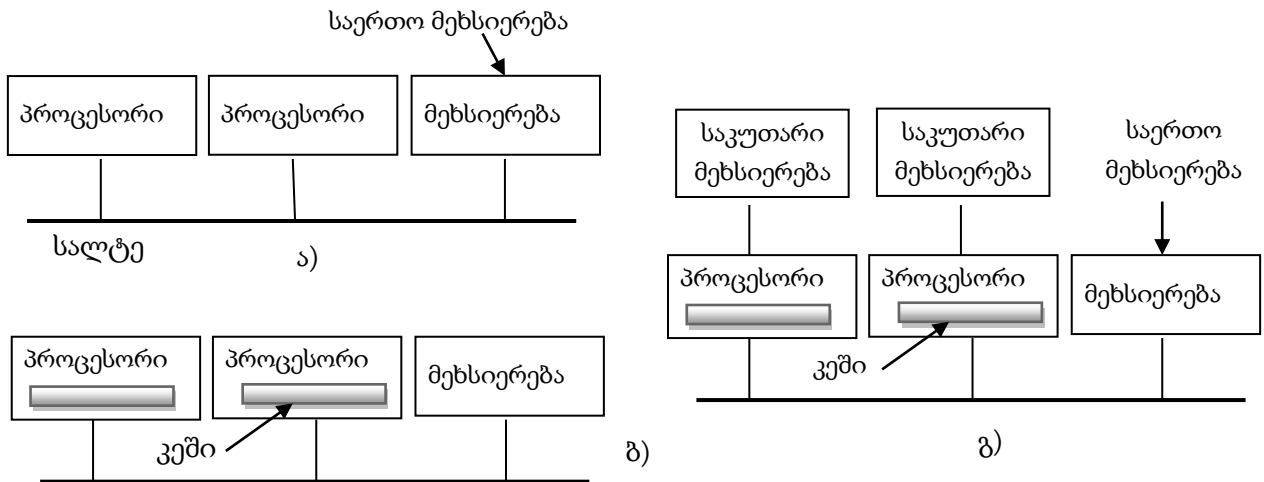 საერთო მეხსიერება
პროცესორი
პროცესორი
მეხსიერება
სალტე
ა)
პროცესორი
პროცესორი
მეხსიერება
კეში
ბ)
საკუთარი
მეხსიერება
საკუთარი
მეხსიერება
საერთო
მეხსიერება
პროცესორი
პროცესორი
მეხსიერება
კეში
გ)